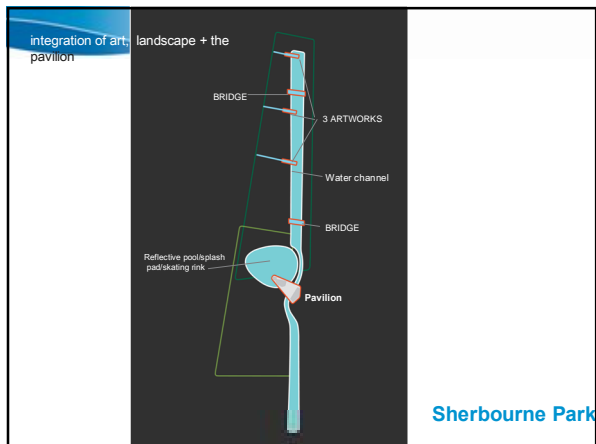 integration of art, landscape + the
pavilion
BRIDGE
3 ARTWORKS
Water channel
BRIDGE
Reflective pool/splash
pad/skating rink
Pavilion
Sherbourne Park